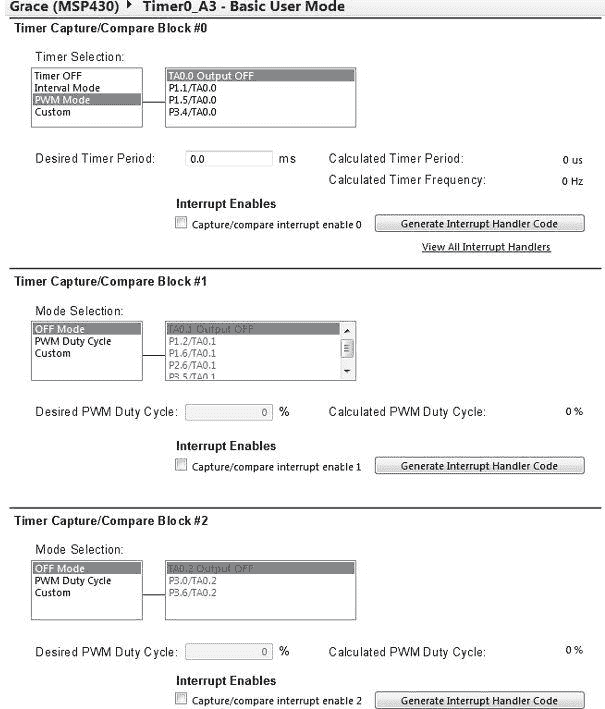 Grace (MSP430) ▸ Timer0_A3 - Basic User Mode
Timer Capture/Compare Block #0
Timer Selection:
Timer OFF
Interval Mode
PWM Mode
Custom
TA0.0 Output OFF
P1.1/TA0.0
P1.5/TA0.0
P3.4/TA0.0
Desired Timer Period: 0.0 ms Calculated Timer Period: 0 us
Calculated Timer Frequency: 0 Hz
Interrupt Enables
Capture/compare interrupt enable 0 Generate Interrupt Handler Code
View All Interrupt Handlers
Timer Capture/Compare Block #1
Mode Selection:
OFF Mode
PWM Duty Cycle
Custom
TA0.1 Output OFF
P1.2/TA0.1
P1.6/TA0.1
P2.6/TA0.1
P3.5/TA0.1
Desired PWM Duty Cycle: 0 % Calculated PWM Duty Cycle: 0 %
Interrupt Enables
Capture/compare interrupt enable 1 Generate Interrupt Handler Code
Timer Capture/Compare Block #2
Mode Selection:
OFF Mode
PWM Duty Cycle
Custom
TA0.2 Output OFF
P3.0/TA0.2
P3.6/TA0.2
Desired PWM Duty Cycle: 0 % Calculated PWM Duty Cycle: 0 %
Interrupt Enables
Capture/compare interrupt enable 2 Generate Interrupt Handler Code